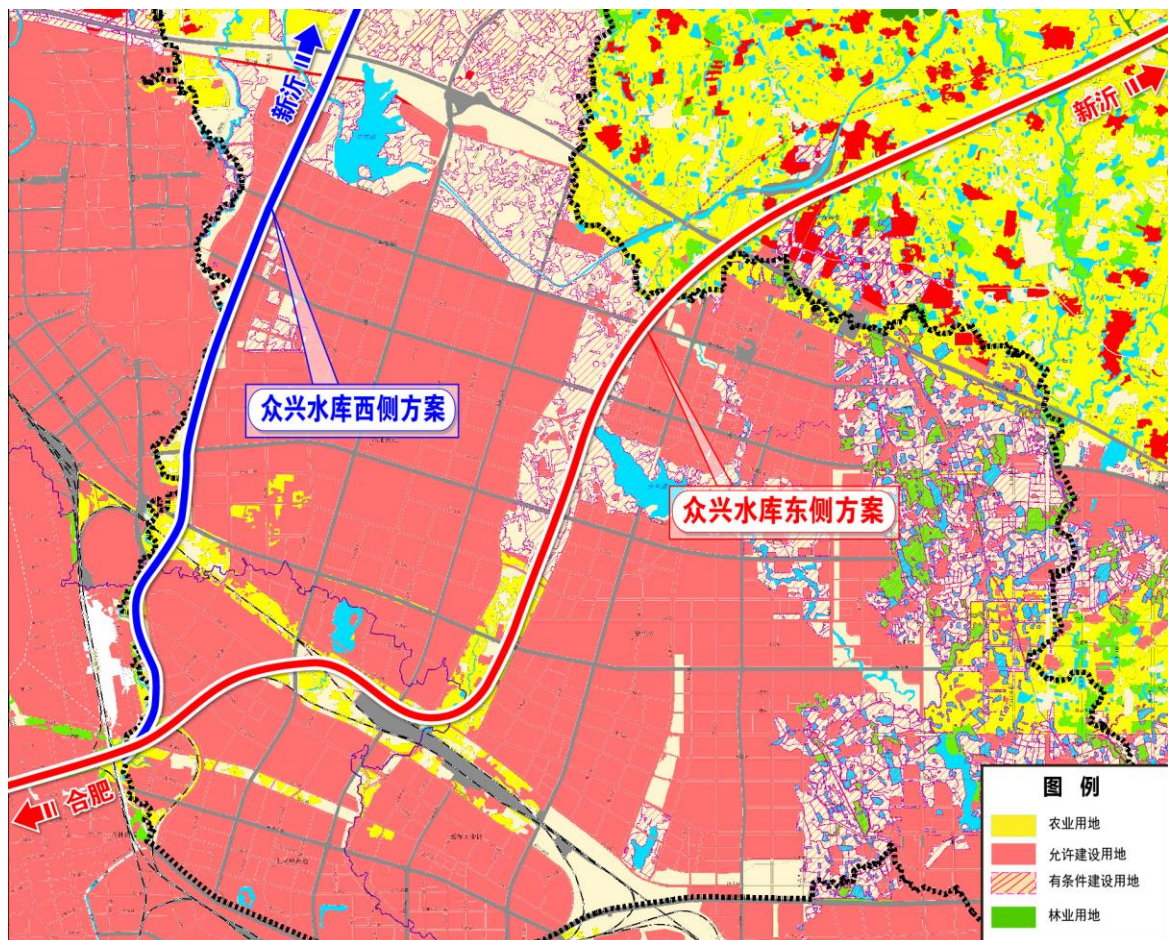 新沂
新沂
众兴水库西侧方案
众兴水库东侧方案
合肥
图 例
农业用地
允许建设用地
有条件建设用地
林业用地